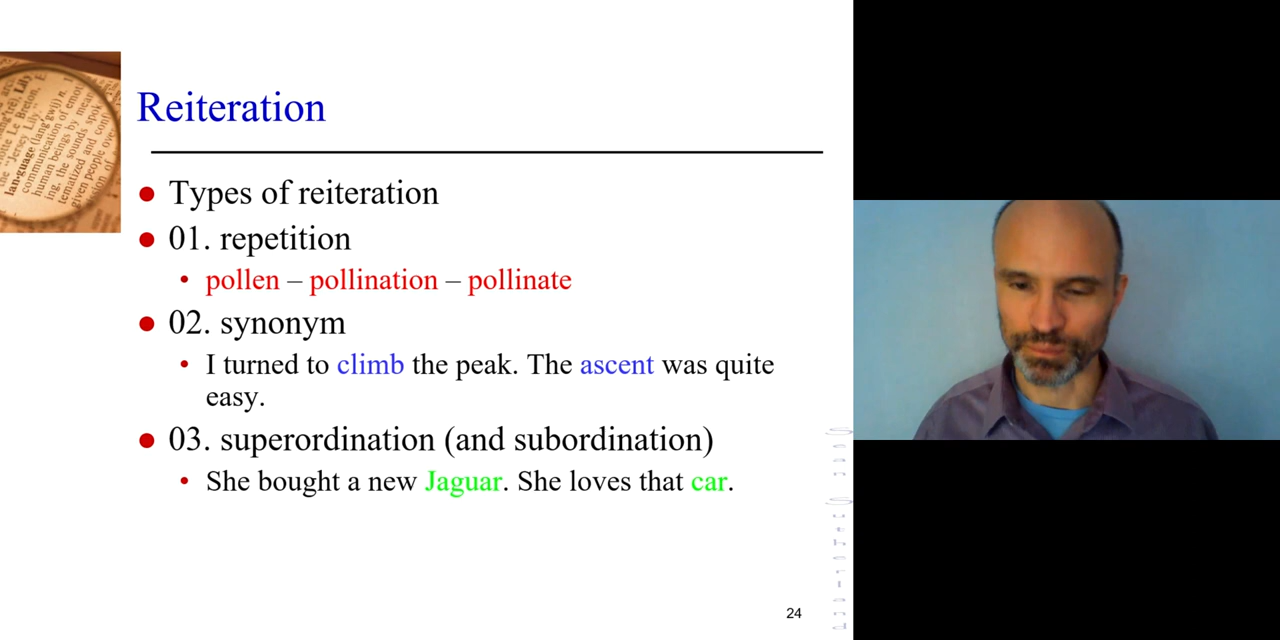 Reiteration
Types of reiteration
01. repetition
pollen – pollination – pollinate
02. synonym
I turned to climb the peak. The ascent was quite
easy.
03. superordination (and subordination)
She bought a new Jaguar. She loves that car.
24